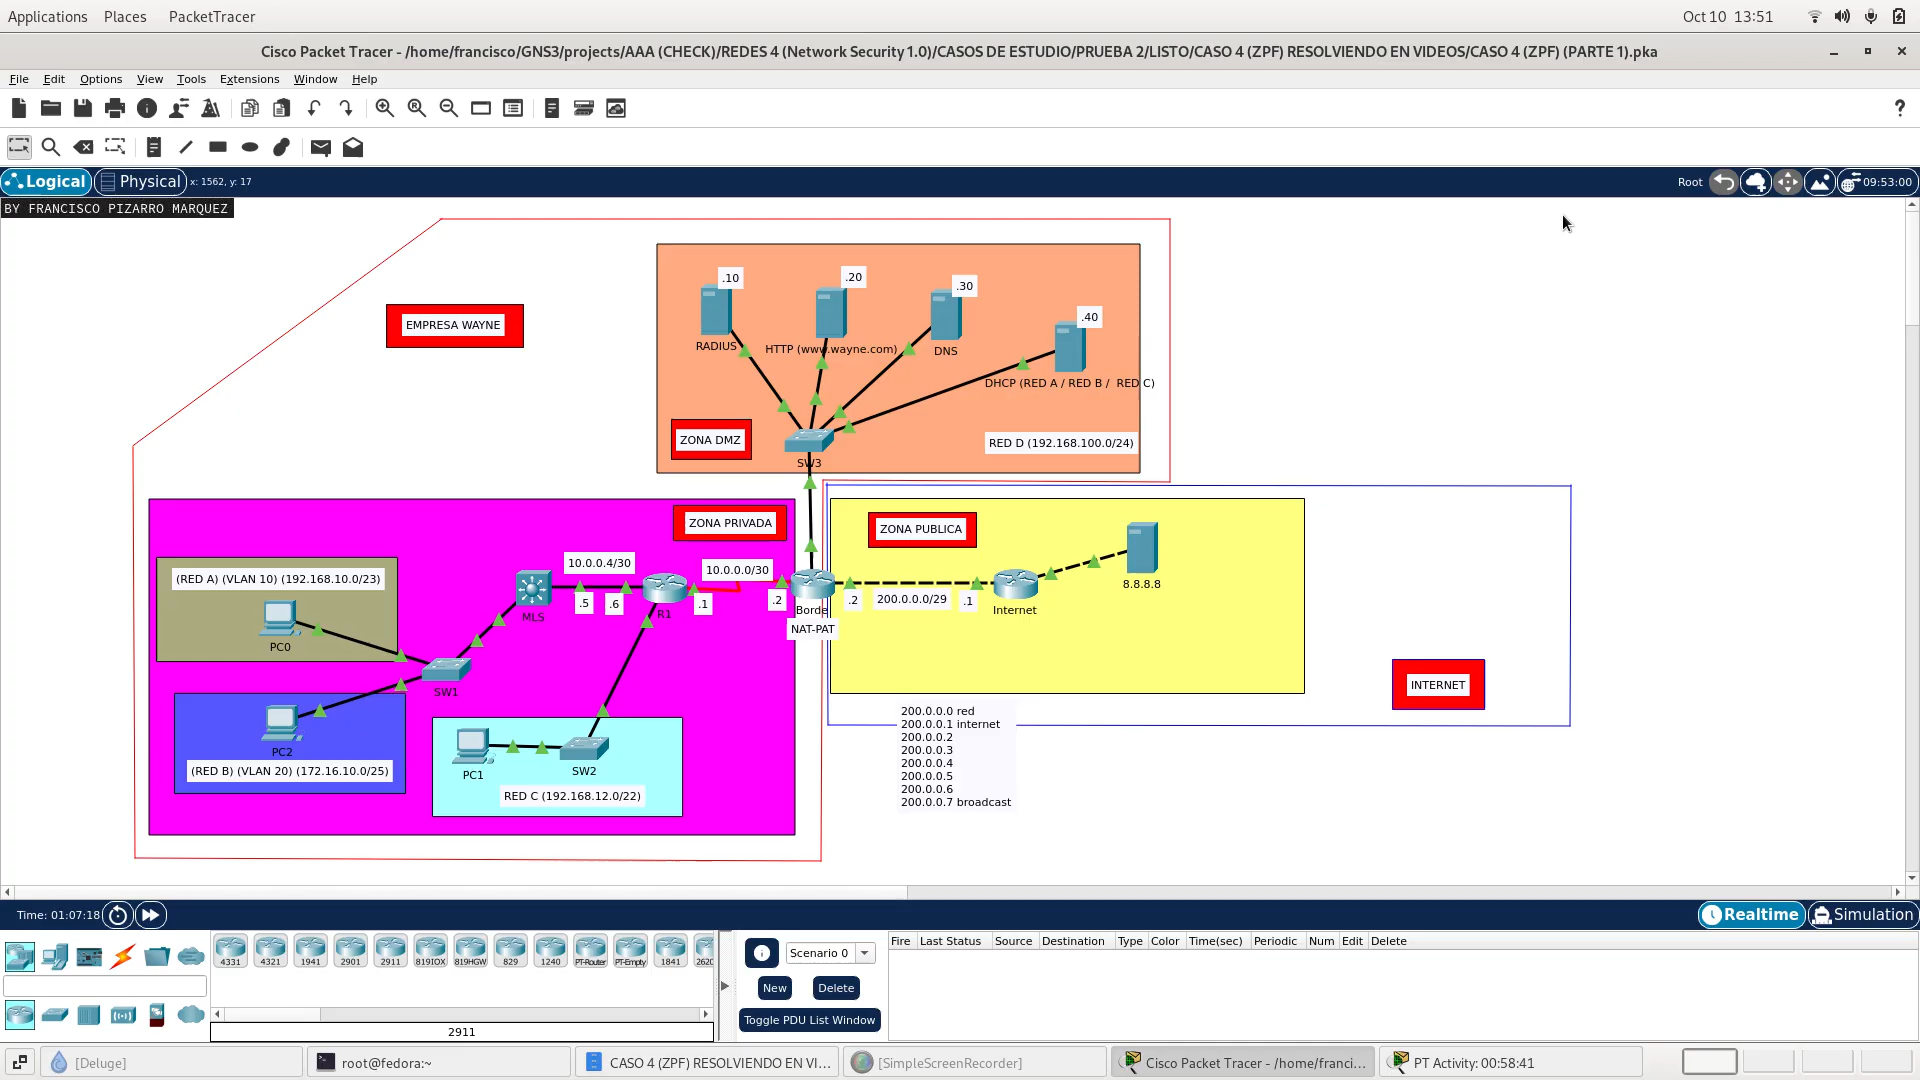 Applications Places PacketTracer Oct 10 13:51
Cisco Packet Tracer - /home/francisco/GNS3/projects/AAA (CHECK)/REDES 4 (Network Security 1.0)/CASOS DE ESTUDIO/PRUEBA 2/LISTO/CASO 4 (ZPF) RESOLVIENDO EN VIDEOS/CASO 4 (ZPF) (PARTE 1).pka
File Edit Options View Tools Extensions Window Help
?
Logical Physical x: 1562, y: 17 Root 09:53:00
BY FRANCISCO PIZARRO MARQUEZ
.10
.20
.30
.40
EMPRESA WAYNE
RADIUS
HTTP (www.wayne.com)
DNS
DHCP (RED A / RED B / RED C)
ZONA DMZ
RED D (192.168.100.0/24)
SW3
ZONA PRIVADA
ZONA PUBLICA
(RED A) (VLAN 10) (192.168.10.0/23)
10.0.0.4/30
10.0.0.0/30
8.8.8.8
.5
.6
.1
.2
.2
200.0.0.0/29
.1
MLS
R1
Borde
Internet
NAT-PAT
PC0
SW1
INTERNET
PC2
(RED B) (VLAN 20) (172.16.10.0/25)
PC1
SW2
RED C (192.168.12.0/22)
200.0.0.0 red
200.0.0.1 internet
200.0.0.2
200.0.0.3
200.0.0.4
200.0.0.5
200.0.0.6
200.0.0.7 broadcast
Time: 01:07:18 Realtime Simulation
4331 4321 1941 2901 2911 819IOX 819HGW 829 1240 PT-Router PT-Empty 1841 2620
2911
Scenario 0
New Delete
Toggle PDU List Window
Fire Last Status Source Destination Type Color Time(sec) Periodic Num Edit Delete
[Deluge] root@fedora:~ CASO 4 (ZPF) RESOLVIENDO EN VI... [SimpleScreenRecorder] Cisco Packet Tracer - /home/franci... PT Activity: 00:58:41